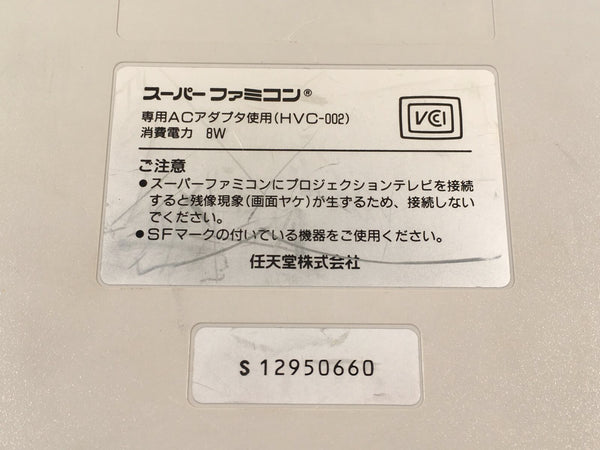 スーパーファミコン®
専用ACアダプタ使用(HVC-002)
消費電力 8W
VCCI
ご注意
●スーパーファミコンにプロジェクションテレビを接続
すると残像現象(画面ヤケ)が生ずるため、接続しない
でください。
●SFマークの付いている機器をご使用ください。
任天堂株式会社
S 12950660